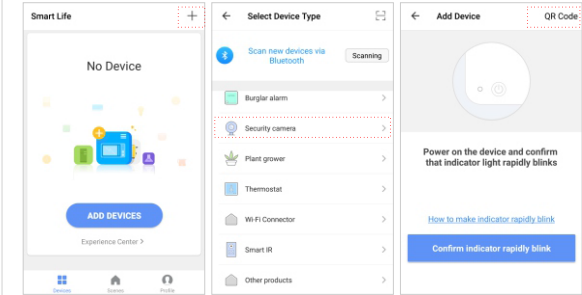 Smart Life
No Device
ADD DEVICES
Experience Center >
Devices
Scenes
Profile
Select Device Type
Scan new devices via
Bluetooth
Scanning
Burglar alarm
Security camera
Plant grower
Thermostat
Wi-Fi Connector
Smart IR
Other products
Add Device
QR Code
Power on the device and confirm
that indicator light rapidly blinks
How to make indicator rapidly blink
Confirm indicator rapidly blink